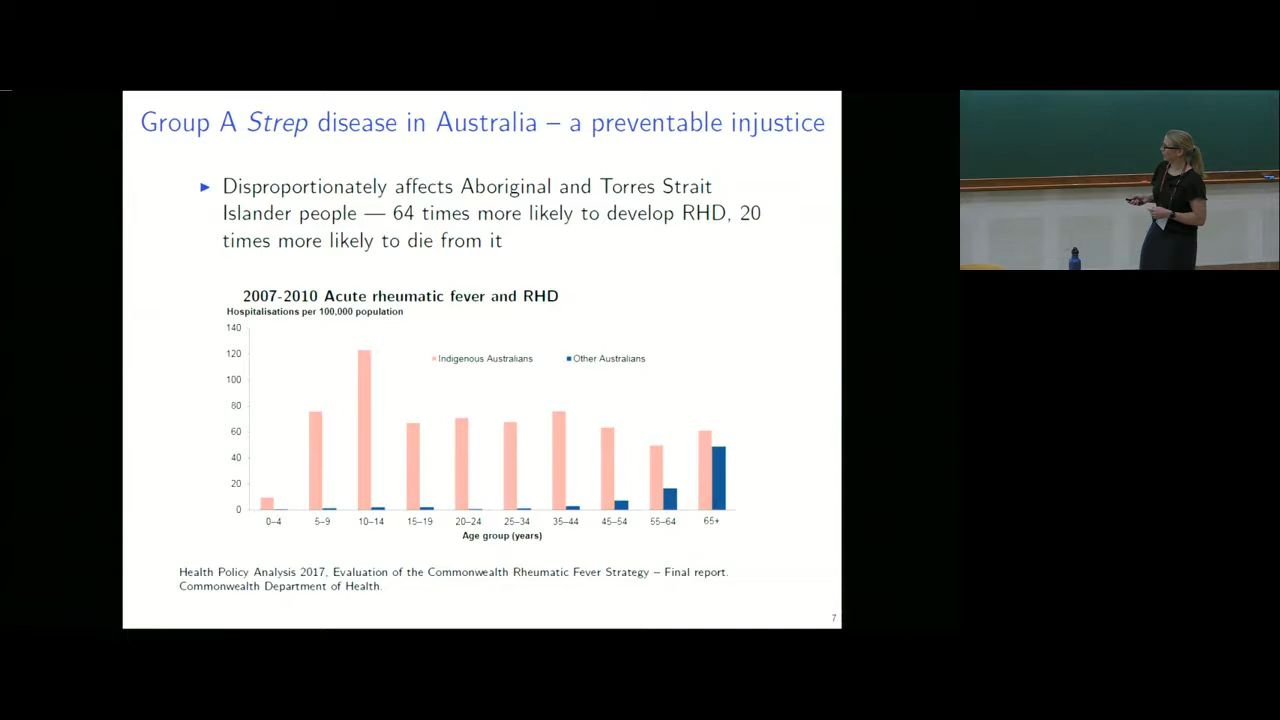 Group A Strep disease in Australia – a preventable injustice
▶ Disproportionately affects Aboriginal and Torres Strait
Islander people — 64 times more likely to develop RHD, 20
times more likely to die from it
2007-2010 Acute rheumatic fever and RHD
Hospitalisations per 100,000 population
140
120
100
80
60
40
20
0
Indigenous Australians
Other Australians
0–4 5–9 10–14 15–19 20–24 25–34 35–44 45–54 55–64 65+
Age group (years)
Health Policy Analysis 2017, Evaluation of the Commonwealth Rheumatic Fever Strategy – Final report.
Commonwealth Department of Health.
7